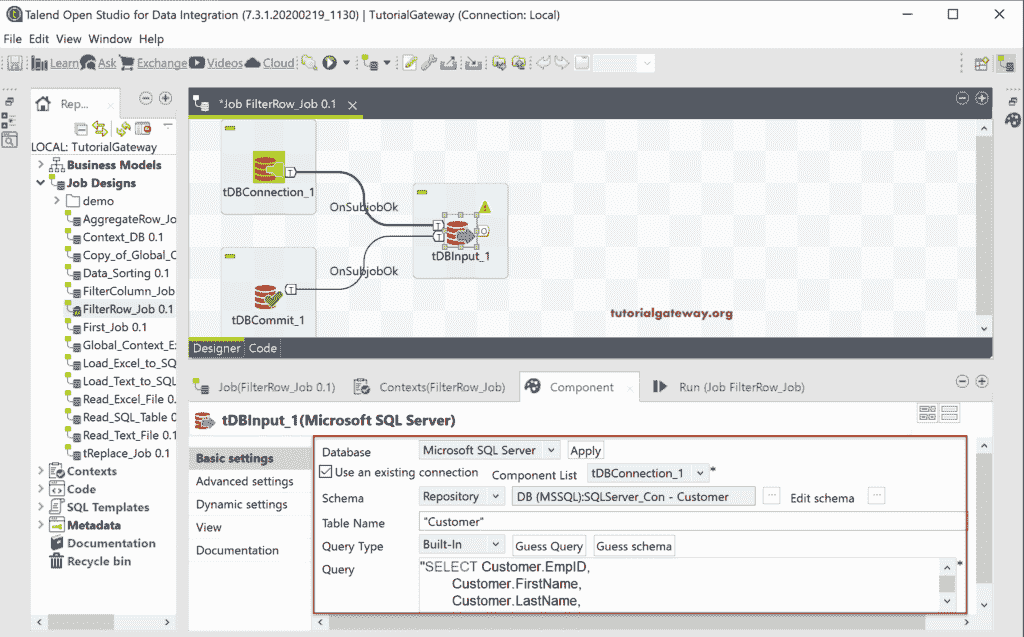 Talend Open Studio for Data Integration (7.3.1.20200219_1130) | TutorialGateway (Connection: Local)
File Edit View Window Help
Learn Ask Exchange Videos Cloud
Rep...
*Job FilterRow_Job 0.1
LOCAL: TutorialGateway
Business Models
Job Designs
demo
AggregateRow_Jo
Context_DB 0.1
Copy_of_Global_C
Data_Sorting 0.1
FilterColumn_Job
FilterRow_Job 0.1
First_Job 0.1
Global_Context_Ex
Load_Excel_to_SQ
Load_Text_to_SQL
Read_Excel_File 0.
Read_SQL_Table 0
Read_Text_File 0.1
tReplace_Job 0.1
Contexts
Code
SQL Templates
Metadata
Documentation
Recycle bin
T
tDBConnection_1
OnSubjobOk
T
T
O
tDBInput_1
OnSubjobOk
T
tDBCommit_1
tutorialgateway.org
Designer Code
Job(FilterRow_Job 0.1) Contexts(FilterRow_Job) Component Run (Job FilterRow_Job)
tDBInput_1(Microsoft SQL Server)
Basic settings
Advanced settings
Dynamic settings
View
Documentation
Database Microsoft SQL Server Apply
Use an existing connection Component List tDBConnection_1 *
Schema Repository DB (MSSQL):SQLServer_Con - Customer ... Edit schema ...
Table Name "Customer"
Query Type Built-In Guess Query Guess schema
Query "SELECT Customer.EmpID, *
Customer.FirstName,
Customer.LastName,